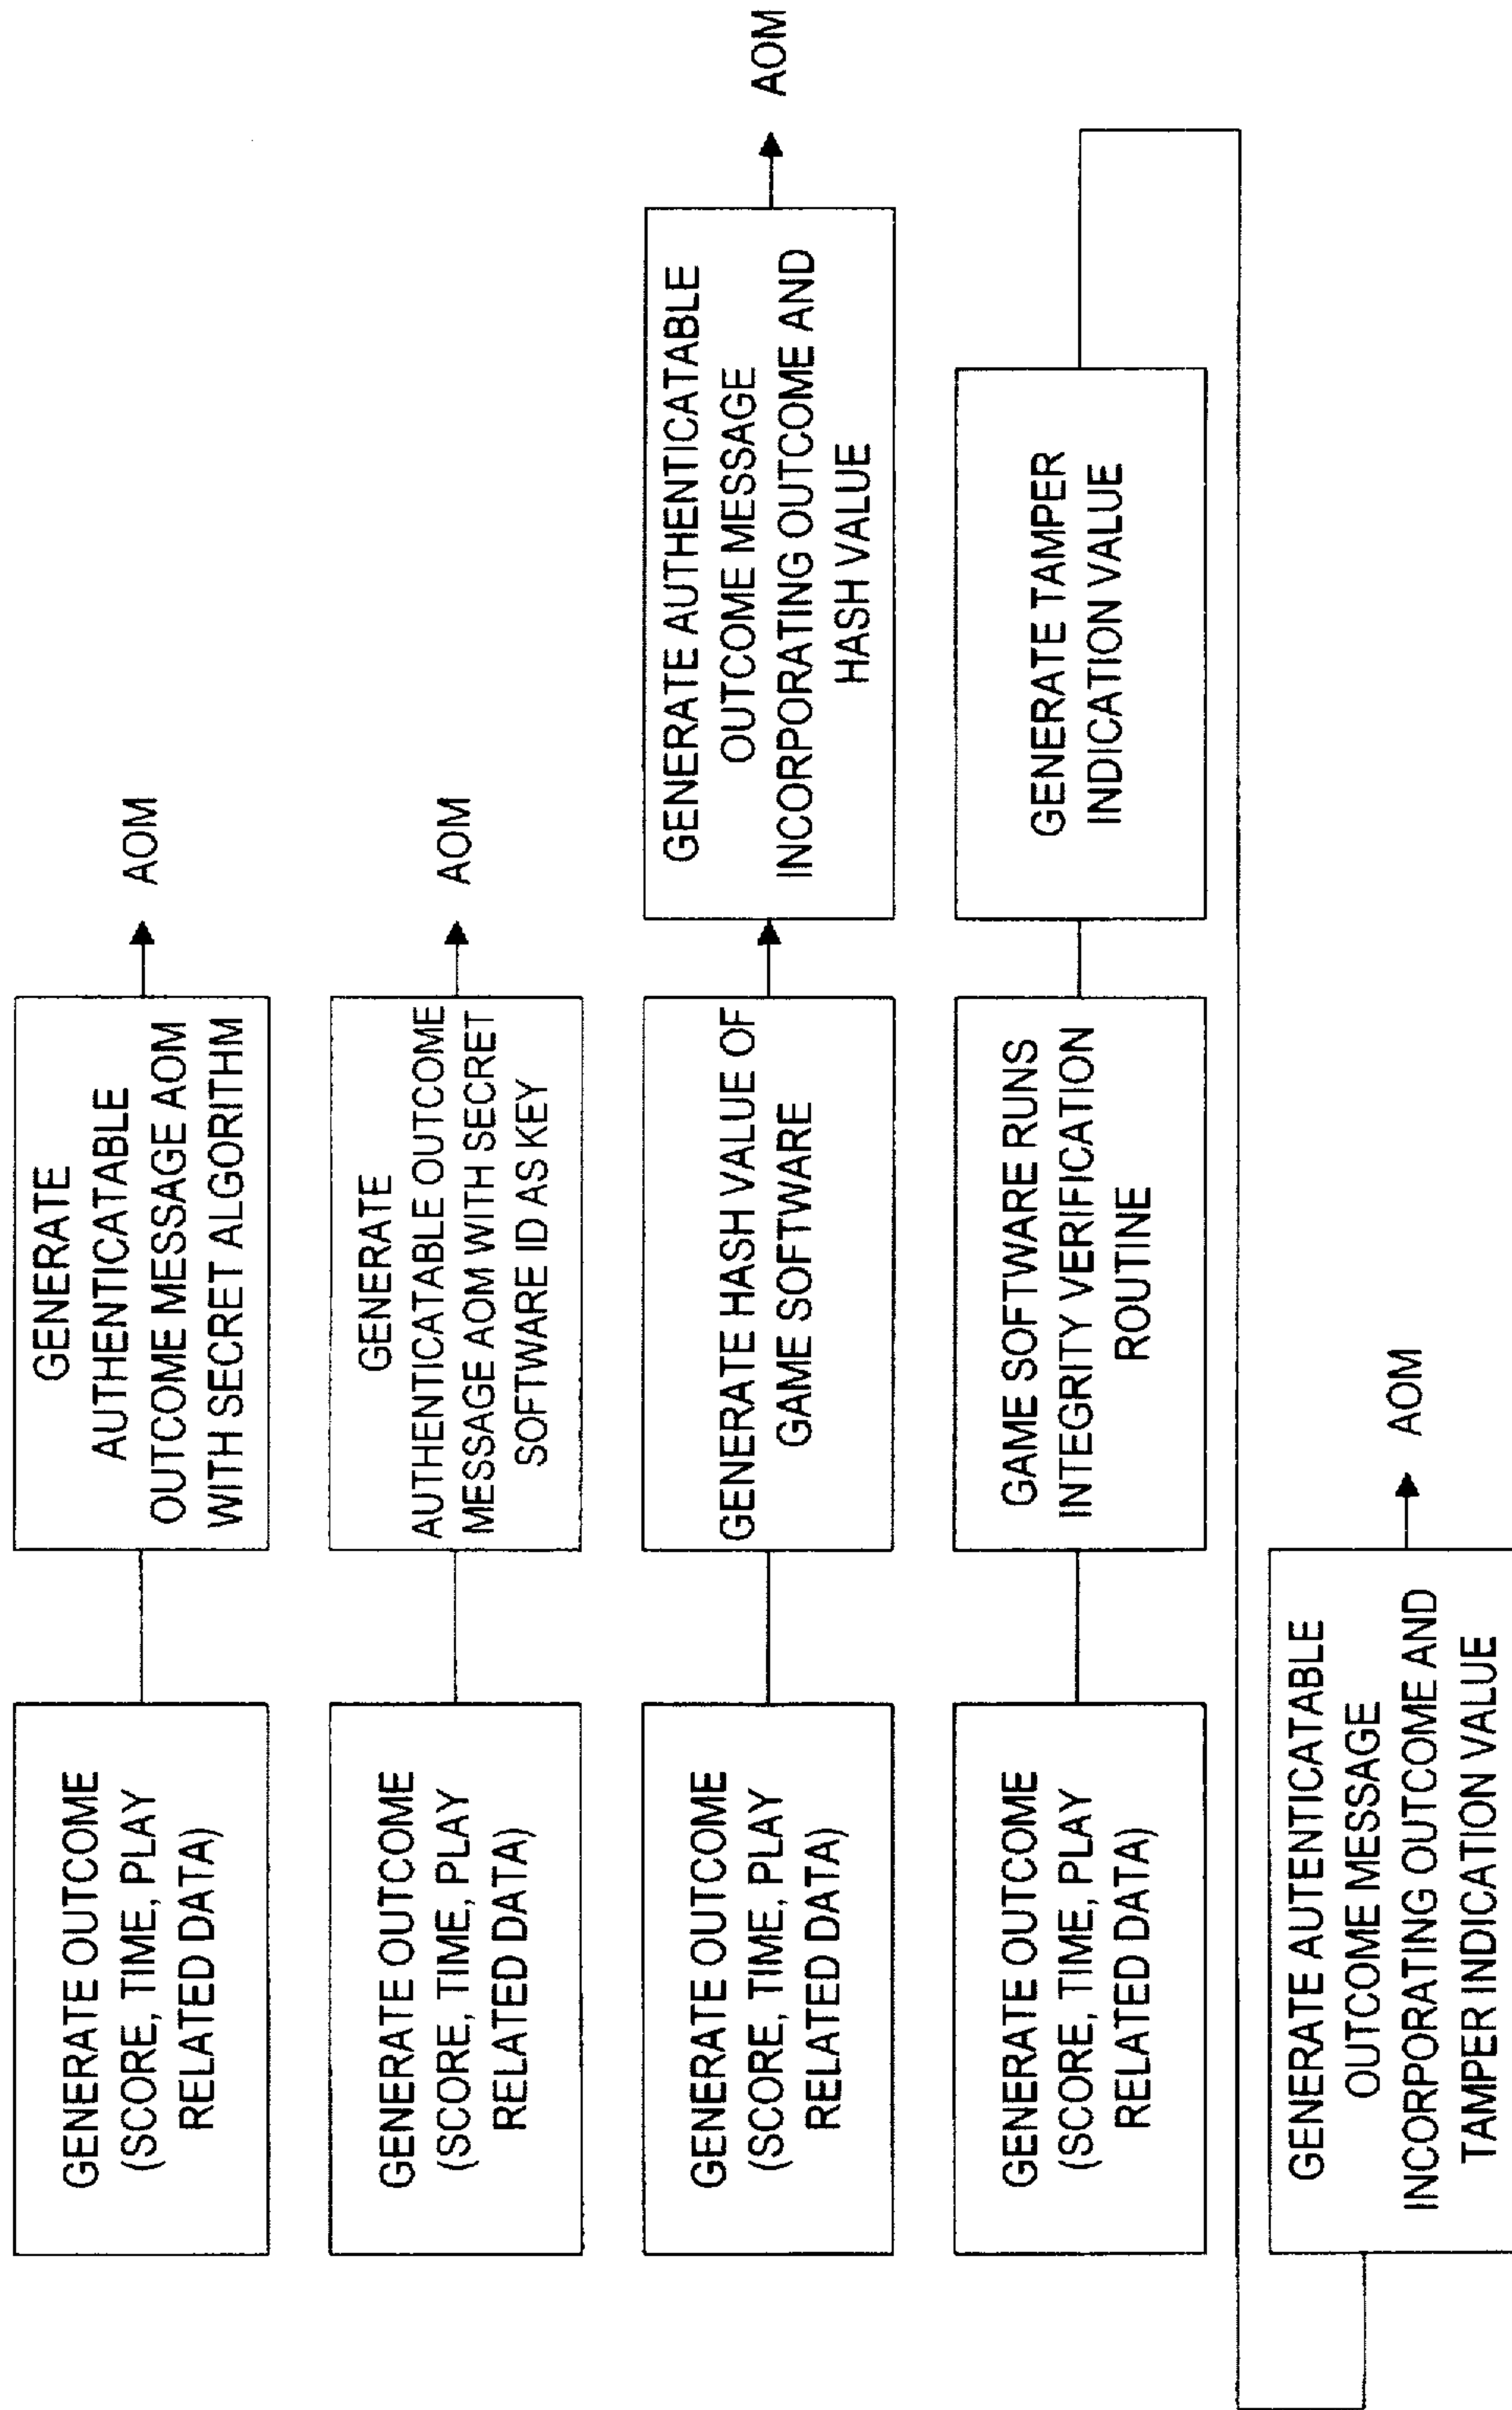 GENERATE OUTCOME
(SCORE, TIME, PLAY
RELATED DATA)
GENERATE
AUTHENTICATABLE
OUTCOME MESSAGE AOM
WITH SECRET ALGORITHM
AOM
GENERATE OUTCOME
(SCORE, TIME, PLAY
RELATED DATA)
GENERATE
AUTHENTICATABLE OUTCOME
MESSAGE AOM WITH SECRET
SOFTWARE ID AS KEY
AOM
GENERATE OUTCOME
(SCORE, TIME, PLAY
RELATED DATA)
GENERATE HASH VALUE OF
GAME SOFTWARE
GENERATE AUTHENTICATABLE
OUTCOME MESSAGE
INCORPORATING OUTCOME AND
HASH VALUE
AOM
GENERATE OUTCOME
(SCORE, TIME, PLAY
RELATED DATA)
GAME SOFTWARE RUNS
INTEGRITY VERIFICATION
ROUTINE
GENERATE TAMPER
INDICATION VALUE
GENERATE AUTENTICATABLE
OUTCOME MESSAGE
INCORPORATING OUTCOME AND
TAMPER INDICATION VALUE
AOM